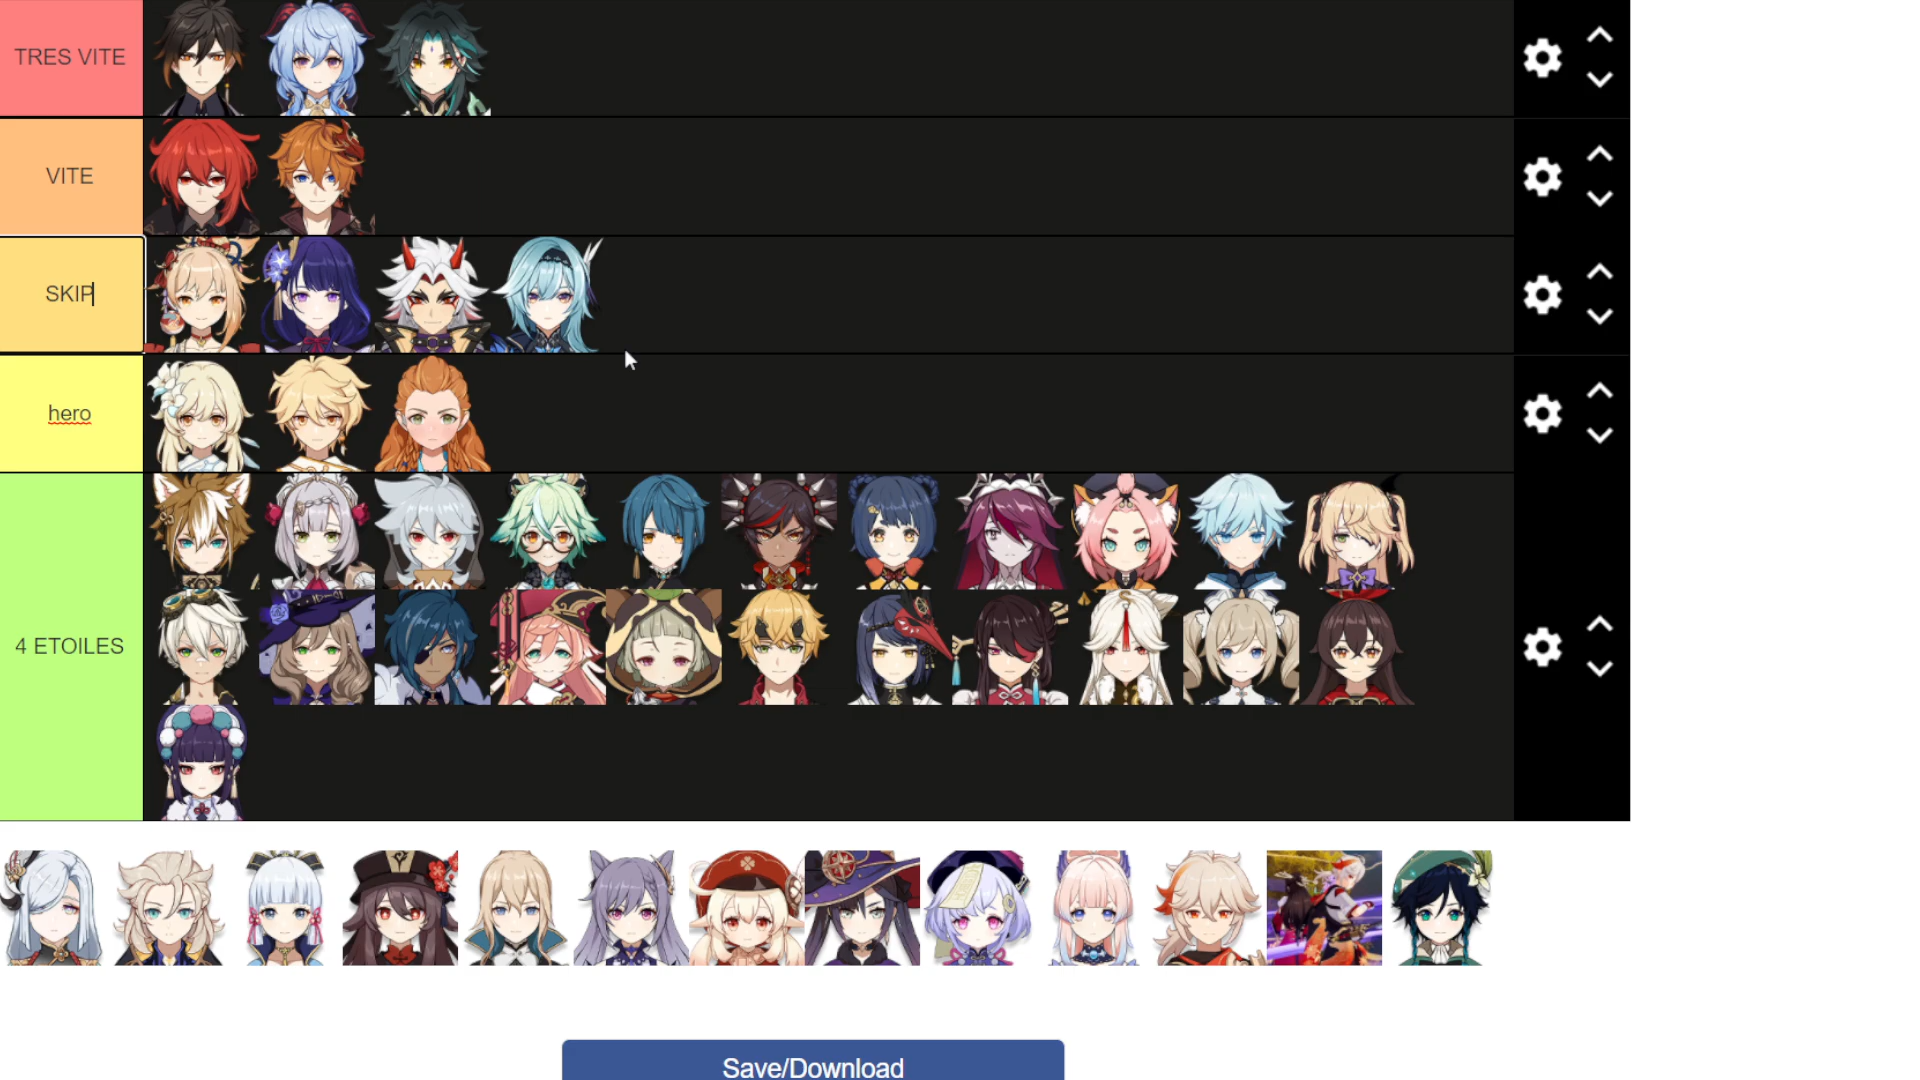 TRES VITE
VITE
SKIP
hero
4 ETOILES
Save/Download